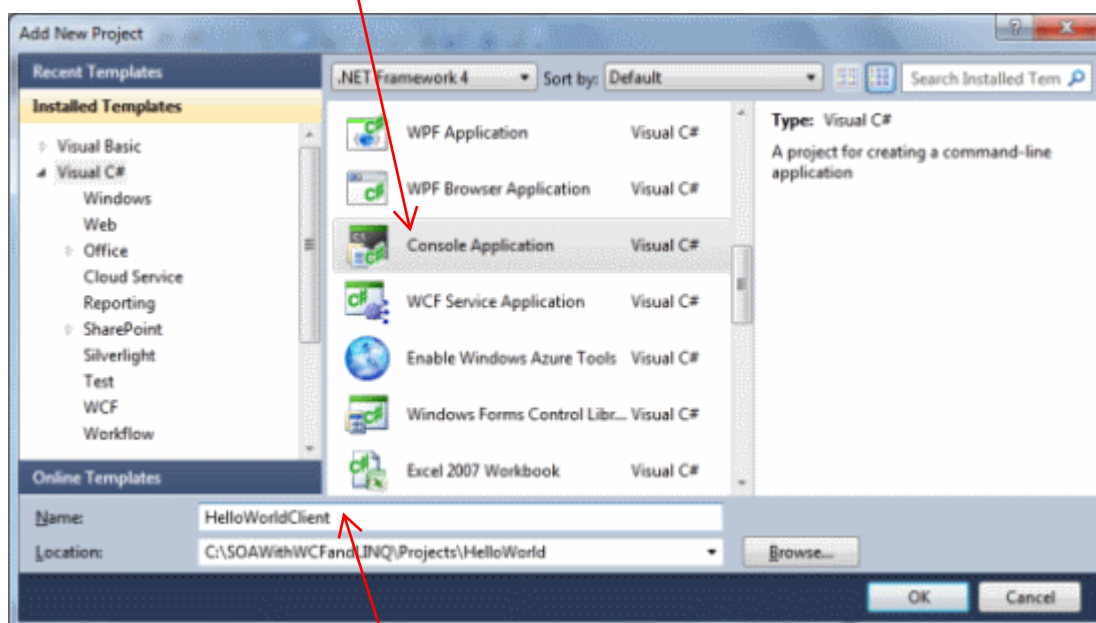 Add New Project
Recent Templates
.NET Framework 4 Sort by: Default Search Installed Tem
Installed Templates
Visual Basic
Visual C#
Windows
Web
Office
Cloud Service
Reporting
SharePoint
Silverlight
Test
WCF
Workflow
Online Templates
WPF Application Visual C#
WPF Browser Application Visual C#
Console Application Visual C#
WCF Service Application Visual C#
Enable Windows Azure Tools Visual C#
Windows Forms Control Libr... Visual C#
Excel 2007 Workbook Visual C#
Type: Visual C#
A project for creating a command-line
application
Name: HelloWorldClient
Location: C:\SOAWithWCFandLINQ\Projects\HelloWorld Browse...
OK Cancel